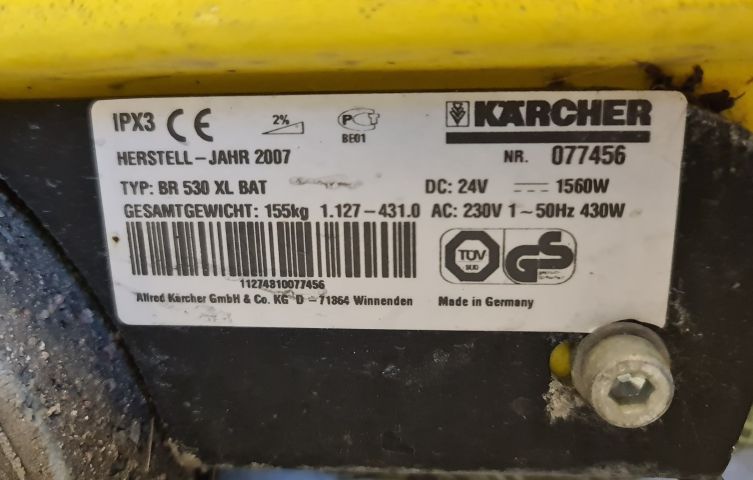 IPX3 CE 2% PC BE01 KÄRCHER
HERSTELL-JAHR 2007 NR. 077456
TYP: BR 530 XL BAT DC: 24V 1560W
GESAMTGEWICHT: 155kg 1.127-431.0 AC: 230V 1~50Hz 430W
TÜV SÜD GS
11274310077456
Alfred Kärcher GmbH & Co. KG D-71364 Winnenden Made in Germany